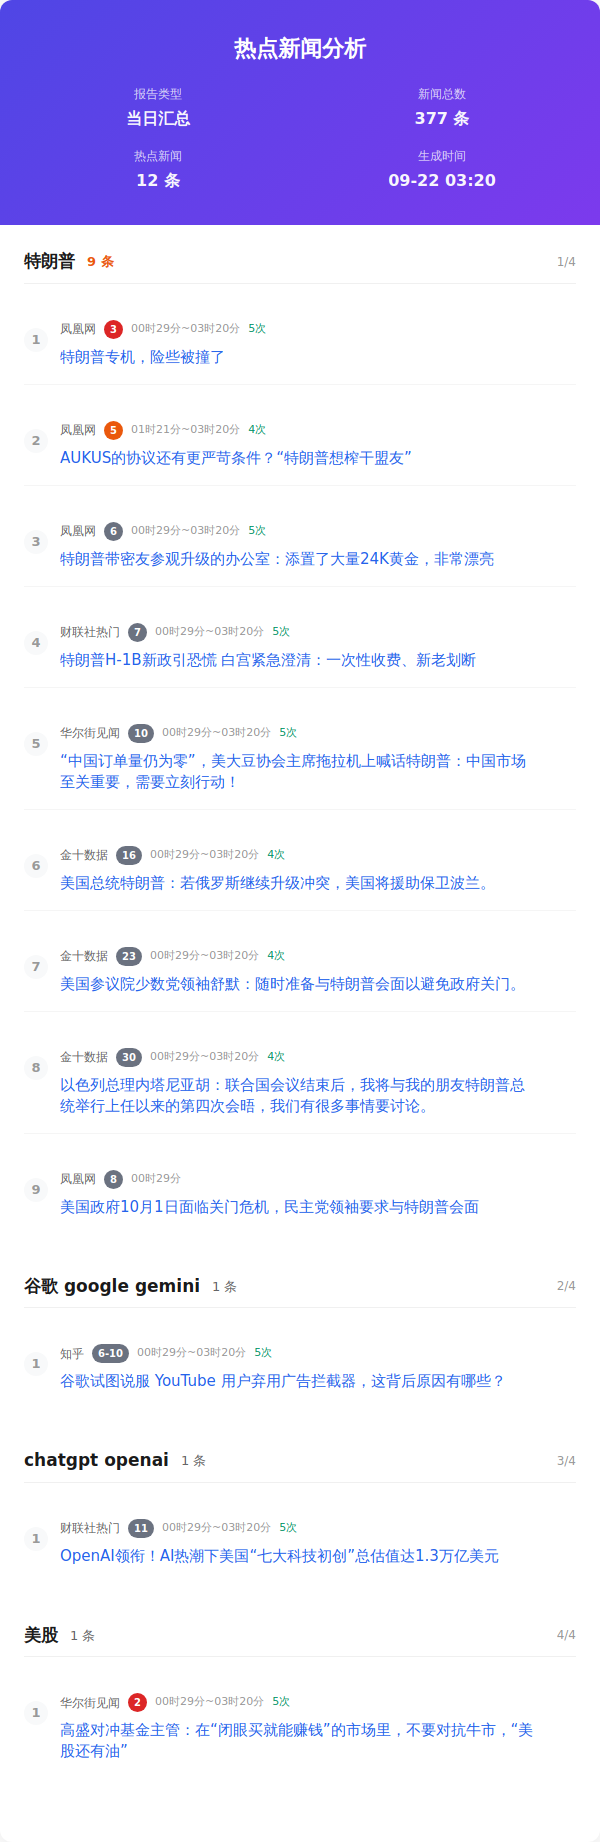 热点新闻分析
报告类型
当日汇总
新闻总数
377 条
热点新闻
12 条
生成时间
09-22 03:20
特朗普 9 条 1/4
1
凤凰网 3 00时29分~03时20分 5次
特朗普专机，险些被撞了
2
凤凰网 5 01时21分~03时20分 4次
AUKUS的协议还有更严苛条件？“特朗普想榨干盟友”
3
凤凰网 6 00时29分~03时20分 5次
特朗普带密友参观升级的办公室：添置了大量24K黄金，非常漂亮
4
财联社热门 7 00时29分~03时20分 5次
特朗普H-1B新政引恐慌 白宫紧急澄清：一次性收费、新老划断
5
华尔街见闻 10 00时29分~03时20分 5次
“中国订单量仍为零”，美大豆协会主席拖拉机上喊话特朗普：中国市场
至关重要，需要立刻行动！
6
金十数据 16 00时29分~03时20分 4次
美国总统特朗普：若俄罗斯继续升级冲突，美国将援助保卫波兰。
7
金十数据 23 00时29分~03时20分 4次
美国参议院少数党领袖舒默：随时准备与特朗普会面以避免政府关门。
8
金十数据 30 00时29分~03时20分 4次
以色列总理内塔尼亚胡：联合国会议结束后，我将与我的朋友特朗普总
统举行上任以来的第四次会晤，我们有很多事情要讨论。
9
凤凰网 8 00时29分
美国政府10月1日面临关门危机，民主党领袖要求与特朗普会面
谷歌 google gemini 1 条 2/4
1
知乎 6-10 00时29分~03时20分 5次
谷歌试图说服 YouTube 用户弃用广告拦截器，这背后原因有哪些？
chatgpt openai 1 条 3/4
1
财联社热门 11 00时29分~03时20分 5次
OpenAI领衔！AI热潮下美国“七大科技初创”总估值达1.3万亿美元
美股 1 条 4/4
1
华尔街见闻 2 00时29分~03时20分 5次
高盛对冲基金主管：在“闭眼买就能赚钱”的市场里，不要对抗牛市，“美
股还有油”